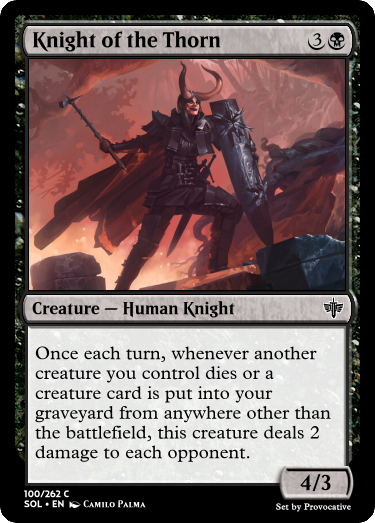 Knight of the Thorn 3
Creature — Human Knight
Once each turn, whenever another
creature you control dies or a
creature card is put into your
graveyard from anywhere other than
the battlefield, this creature deals 2
damage to each opponent.
4/3
100/262 C
SOL • EN Camilo Palma
Set by Provocative